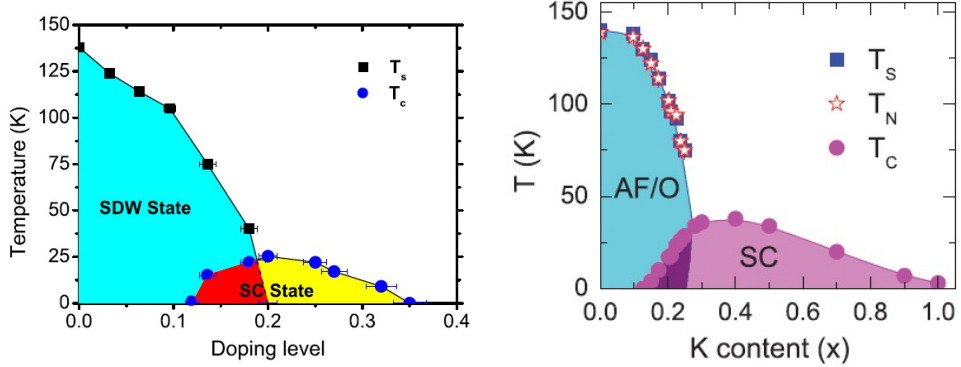 150
125
100
75
50
25
0
Temperature (K)
T_s
T_c
SDW State
SC State
0.0 0.1 0.2 0.3 0.4
Doping level
150
100
50
0
T (K)
T_S
T_N
T_C
AF/O
SC
0.0 0.2 0.4 0.6 0.8 1.0
K content (x)